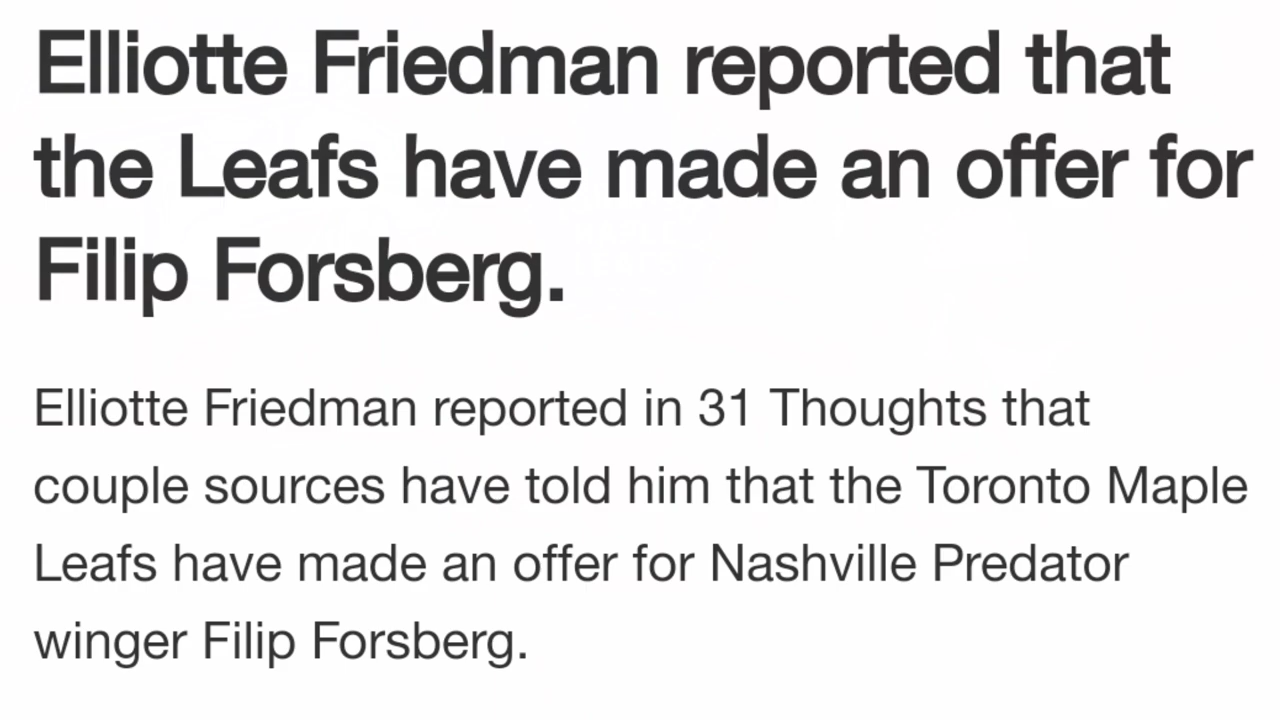 Elliotte Friedman reported that
the Leafs have made an offer for
Filip Forsberg.
Elliotte Friedman reported in 31 Thoughts that
couple sources have told him that the Toronto Maple
Leafs have made an offer for Nashville Predator
winger Filip Forsberg.